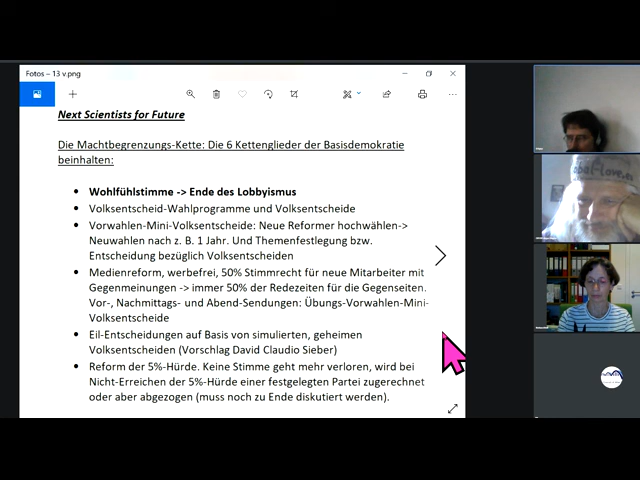 Fotos – 13 v.png
Next Scientists for Future
Die Machtbegrenzungs-Kette: Die 6 Kettenglieder der Basisdemokratie
beinhalten:
• Wohlfühlstimme -> Ende des Lobbyismus
• Volksentscheid-Wahlprogramme und Volksentscheide
• Vorwahlen-Mini-Volksentscheide: Neue Reformer hochwählen->
Neuwahlen nach z. B. 1 Jahr. Und Themenfestlegung bzw.
Entscheidung bezüglich Volksentscheiden
• Medienreform, werbefrei, 50% Stimmrecht für neue Mitarbeiter mit
Gegenmeinungen -> immer 50% der Redezeiten für die Gegenseiten.
Vor-, Nachmittags- und Abend-Sendungen: Übungs-Vorwahlen-Mini-
Volksentscheide
• Eil-Entscheidungen auf Basis von simulierten, geheimen
Volksentscheiden (Vorschlag David Claudio Sieber)
• Reform der 5%-Hürde. Keine Stimme geht mehr verloren, wird bei
Nicht-Erreichen der 5%-Hürde einer festgelegten Partei zugerechnet
oder aber abgezogen (muss noch zu Ende diskutiert werden).